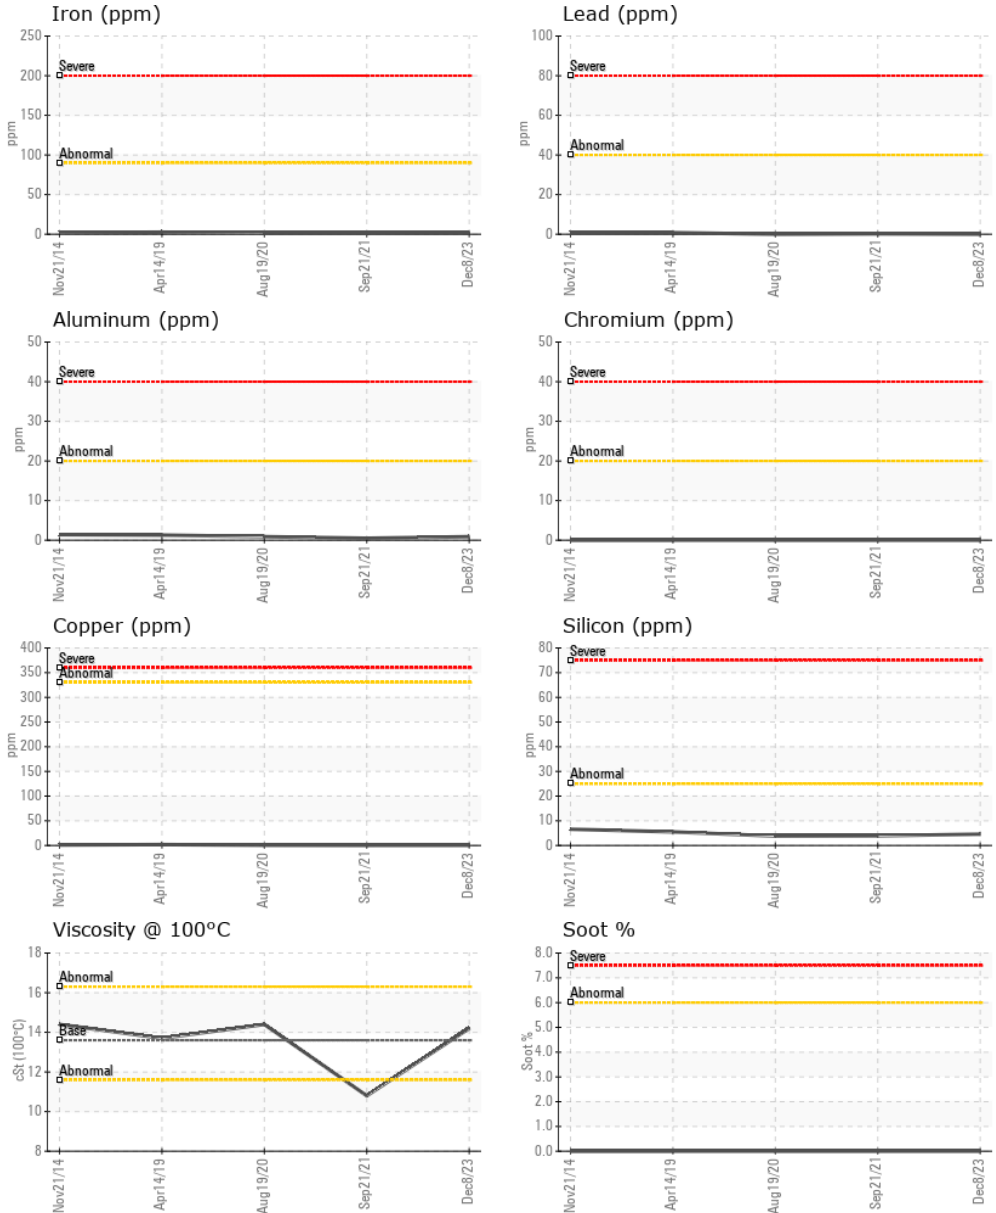 Iron (ppm)
250
200
150
100
50
0
ppm
Severe
Abnormal
Nov21/14
Apr14/19
Aug19/20
Sep21/21
Dec8/23
Lead (ppm)
100
80
60
40
20
0
ppm
Severe
Abnormal
Nov21/14
Apr14/19
Aug19/20
Sep21/21
Dec8/23
Aluminum (ppm)
50
40
30
20
10
0
ppm
Severe
Abnormal
Nov21/14
Apr14/19
Aug19/20
Sep21/21
Dec8/23
Chromium (ppm)
50
40
30
20
10
0
ppm
Severe
Abnormal
Nov21/14
Apr14/19
Aug19/20
Sep21/21
Dec8/23
Copper (ppm)
400
350
300
250
200
150
100
50
0
ppm
Severe
Abnormal
Nov21/14
Apr14/19
Aug19/20
Sep21/21
Dec8/23
Silicon (ppm)
80
70
60
50
40
30
20
10
0
ppm
Severe
Abnormal
Nov21/14
Apr14/19
Aug19/20
Sep21/21
Dec8/23
Viscosity @ 100°C
18
16
14
12
10
8
cSt (100°C)
Abnormal
Base
Abnormal
Nov21/14
Apr14/19
Aug19/20
Sep21/21
Dec8/23
Soot %
8.0
7.0
6.0
5.0
4.0
3.0
2.0
1.0
0.0
Soot %
Severe
Abnormal
Nov21/14
Apr14/19
Aug19/20
Sep21/21
Dec8/23